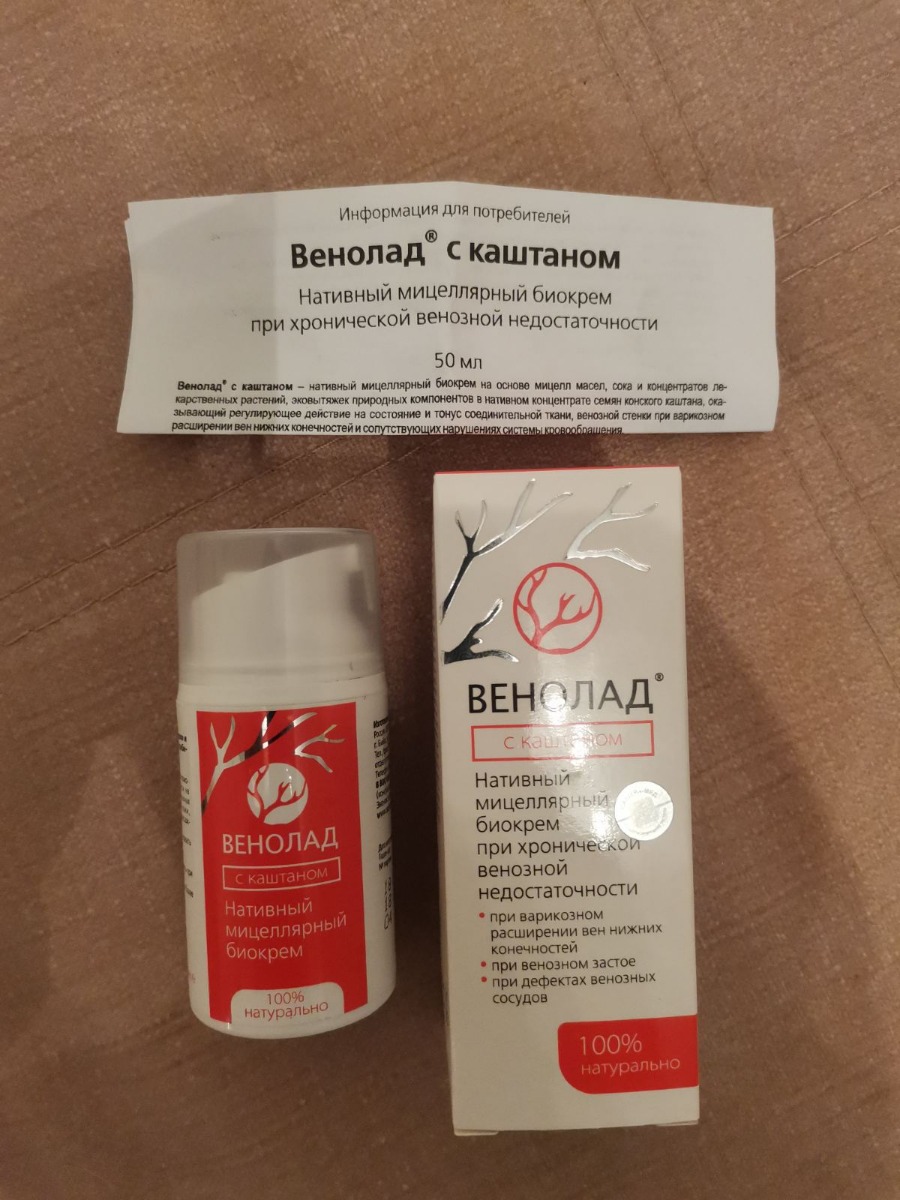 Информация для потребителей
Венолад® с каштаном
Нативный мицеллярный биокрем
при хронической венозной недостаточности
50 мл
Венолад® с каштаном – нативный мицеллярный биокрем на основе мицелл масел, сока и концентратов ле-
карственных растений, эковытяжек природных компонентов в нативном концентрате семян конского каштана, ока-
зывающий регулирующее действие на состояние и тонус соединительной ткани, венозной стенки при варикозном
расширении вен нижних конечностей и сопутствующих нарушениях системы кровообращения.
ВЕНОЛАД®
с каштаном
Нативный
мицеллярный
биокрем
при хронической
венозной
недостаточности
• при варикозном
расширении вен нижних
конечностей
• при венозном застое
• при дефектах венозных
сосудов
100%
натурально
ВЕНОЛАД
с каштаном
Нативный
мицеллярный
биокрем
100%
натурально